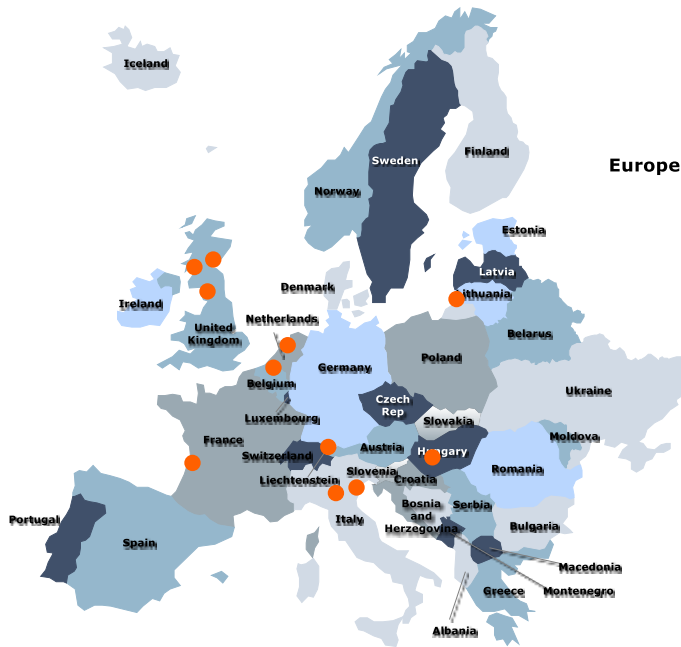 Iceland
Sweden
Finland
Europe
Norway
Estonia
Latvia
Denmark
ithuania
Ireland
Netherlands
United
Kingdom
Belarus
Poland
Germany
Belgium
Ukraine
Czech
Rep
Luxembourg
Slovakia
France
Moldova
Austria
Hungary
Switzerland
Romania
Slovenia
Liechtenstein
Croatia
Bosnia
and
Herzegovina
Serbia
Portugal
Italy
Bulgaria
Spain
Macedonia
Greece
Montenegro
Albania